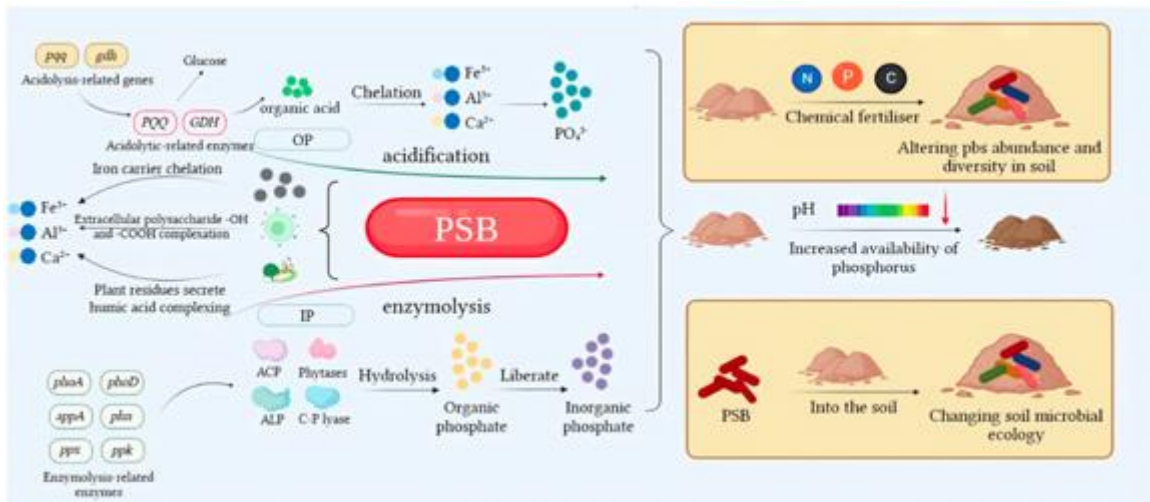 pqq gdh
Acidolysis-related genes
Glucose
PQQ GDH
Acidolytic-related enzymes
organic acid
OP
Chelation
Fe³⁺
Al³⁺
Ca²⁺
PO₄³⁻
acidification
Iron carrier chelation
Fe³⁺
Al³⁺
Ca²⁺
Extracellular polysaccharide -OH
and -COOH complexation
Plant residues secrete
humic acid complexing
PSB
IP
enzymolysis
phoA phoD
appA
ppx ppk
Enzymolysis-related
enzymes
ACP Phytases
ALP C-P lyase
Hydrolysis
Organic
phosphate
Liberate
Inorganic
phosphate
N P C
Chemical fertiliser
Altering pbs abundance and
diversity in soil
pH
Increased availability of
phosphorus
PSB
Into the soil
Changing soil microbial
ecology